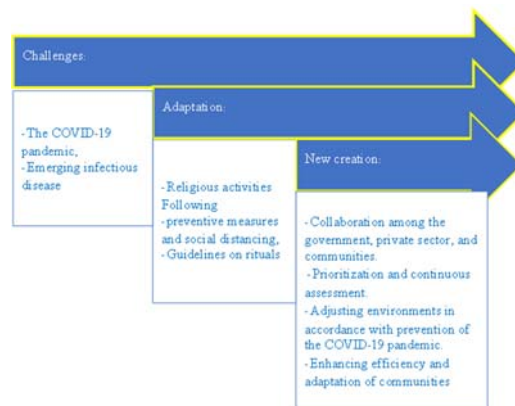 Challenges:
-The COVID-19
pandemic,
-Emerging infectious
disease
Adaptation:
-Religious activities
Following
-preventive measures
and social distancing,
-Guidelines on rituals
New creation:
-Collaboration among the
government, private sector, and
communities.
-Prioritization and continuous
assessment.
-Adjusting environments in
accordance with prevention of
the COVID-19 pandemic.
-Enhancing efficiency and
adaptation of communities